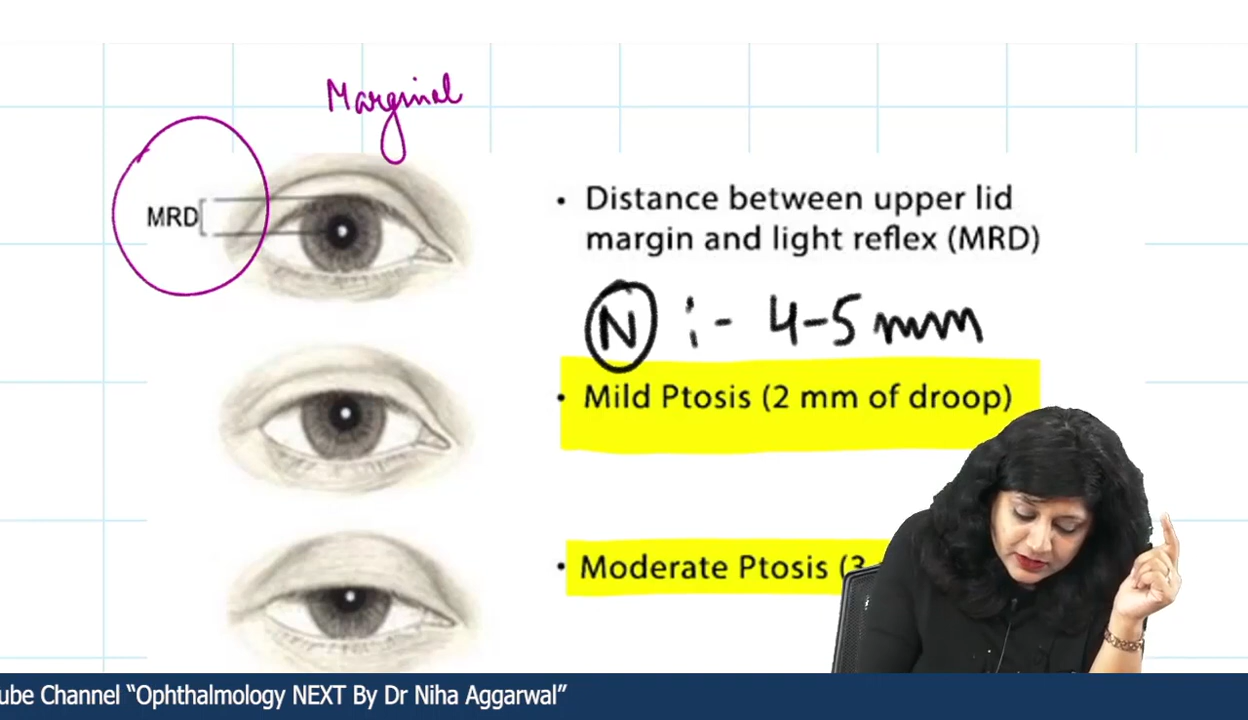 Marginal
MRD
• Distance between upper lid
margin and light reflex (MRD)
N :- 4-5 mm
• Mild Ptosis (2 mm of droop)
• Moderate Ptosis (3
ube Channel “Ophthalmology NEXT By Dr Niha Aggarwal”